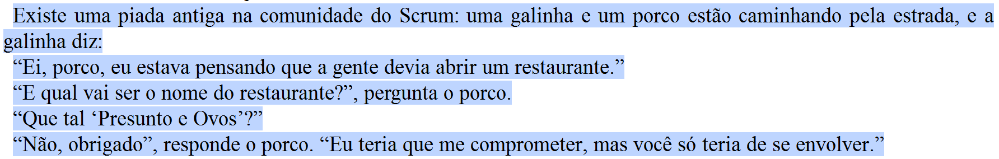 Existe uma piada antiga na comunidade do Scrum: uma galinha e um porco estão caminhando pela estrada, e a
galinha diz:
“Ei, porco, eu estava pensando que a gente devia abrir um restaurante.”
“E qual vai ser o nome do restaurante?”, pergunta o porco.
“Que tal ‘Presunto e Ovos’?”
“Não, obrigado”, responde o porco. “Eu teria que me comprometer, mas você só teria de se envolver.”